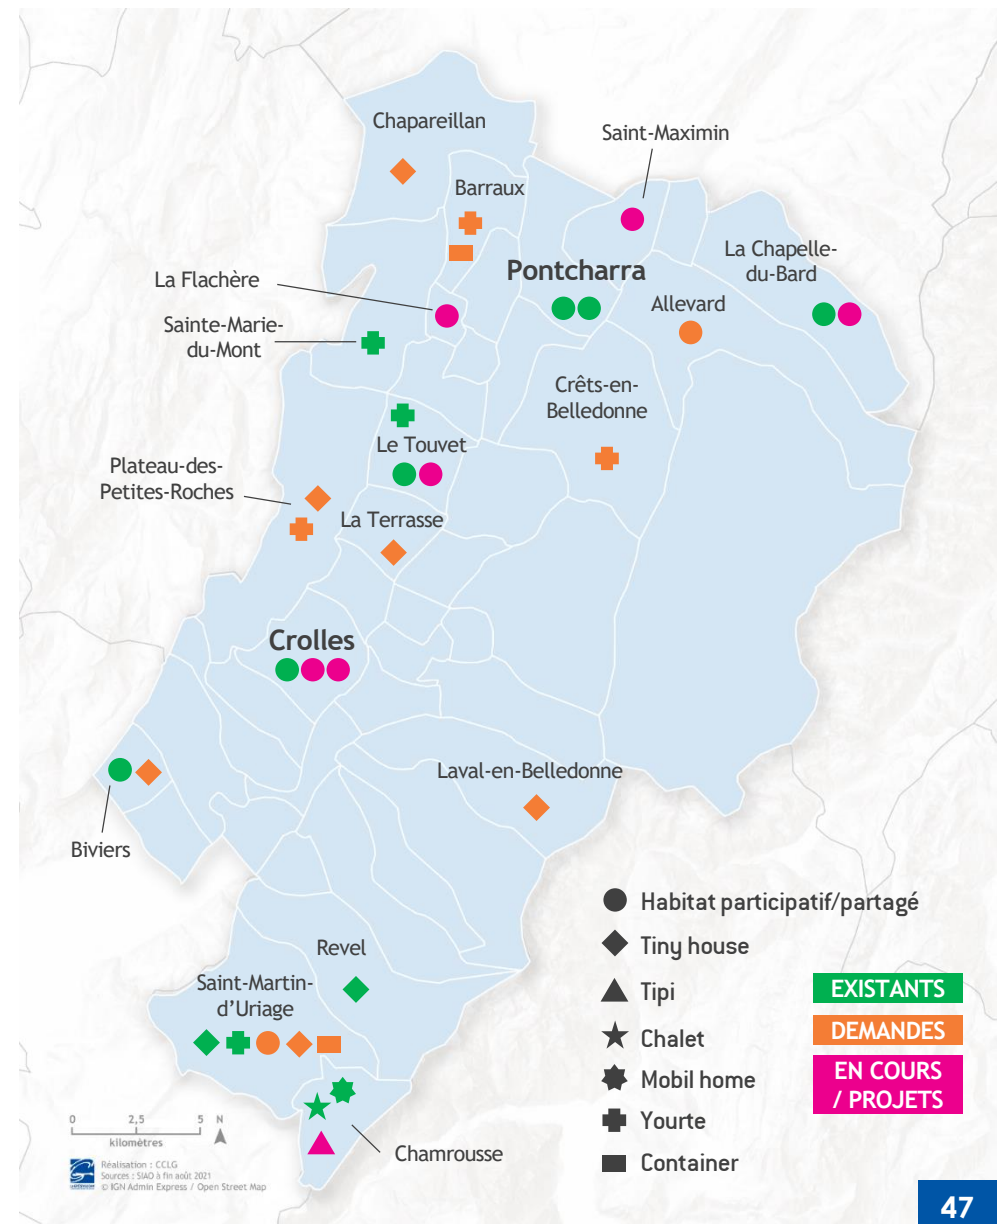 Chapareillan
Saint-Maximin
Barraux
La Chapelle-
du-Bard
Pontcharra
La Flachère
Allevard
Sainte-Marie-
du-Mont
Crêts-en-
Belledonne
Le Touvet
Plateau-des-
Petites-Roches
La Terrasse
Crolles
Laval-en-Belledonne
Biviers
Habitat participatif/partagé
Tiny house
Revel
Saint-Martin-
d'Uriage
Tipi
EXISTANTS
Chalet
DEMANDES
Mobil home
EN COURS
/ PROJETS
Yourte
0 2,5 5 N
kilomètres
Chamrousse
Container
Réalisation : CCLG
Sources : SIAO à fin août 2021
© IGN Admin Express / Open Street Map
47